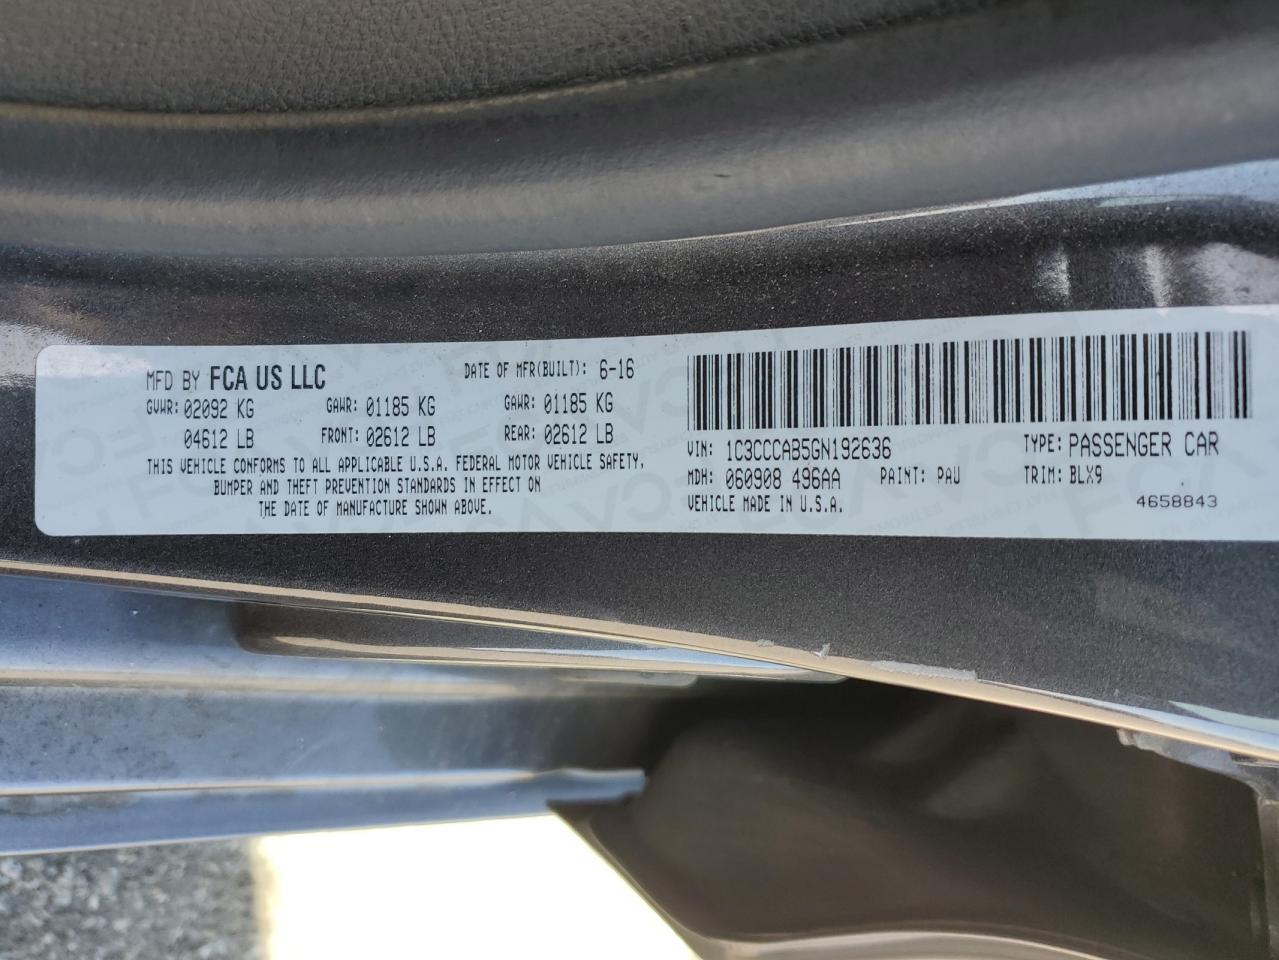 MFD BY FCA US LLC DATE OF MFR(BUILT): 6-16
GVWR: 02092 KG GAWR: 01185 KG GAWR: 01185 KG
04612 LB FRONT: 02612 LB REAR: 02612 LB
THIS VEHICLE CONFORMS TO ALL APPLICABLE U.S.A. FEDERAL MOTOR VEHICLE SAFETY,
BUMPER AND THEFT PREVENTION STANDARDS IN EFFECT ON
THE DATE OF MANUFACTURE SHOWN ABOVE.
VIN: 1C3CCCAB5GN192636 TYPE: PASSENGER CAR
MDH: 060908 496AA PAINT: PAU TRIM: BLX9
VEHICLE MADE IN U.S.A. 4658843